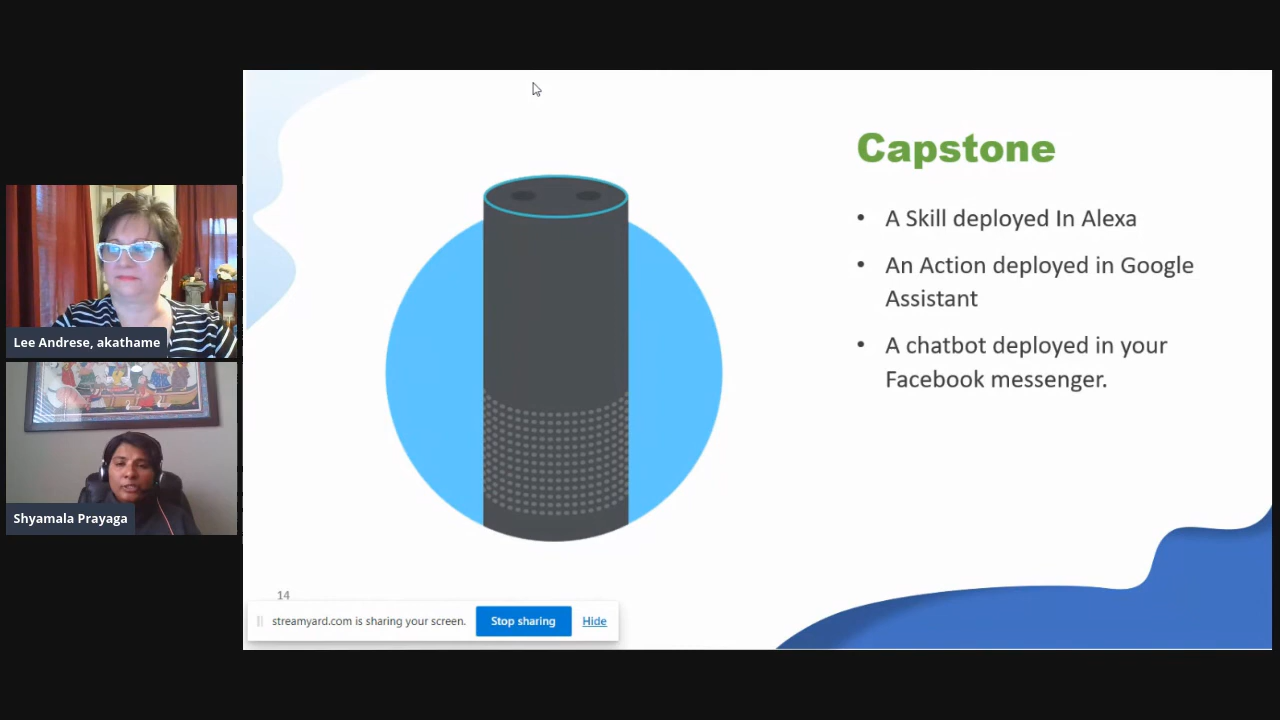 Capstone
• A Skill deployed In Alexa
• An Action deployed in Google
Assistant
• A chatbot deployed in your
Facebook messenger.
Lee Andrese, akathame
Shyamala Prayaga
14
streamyard.com is sharing your screen.
Stop sharing
Hide